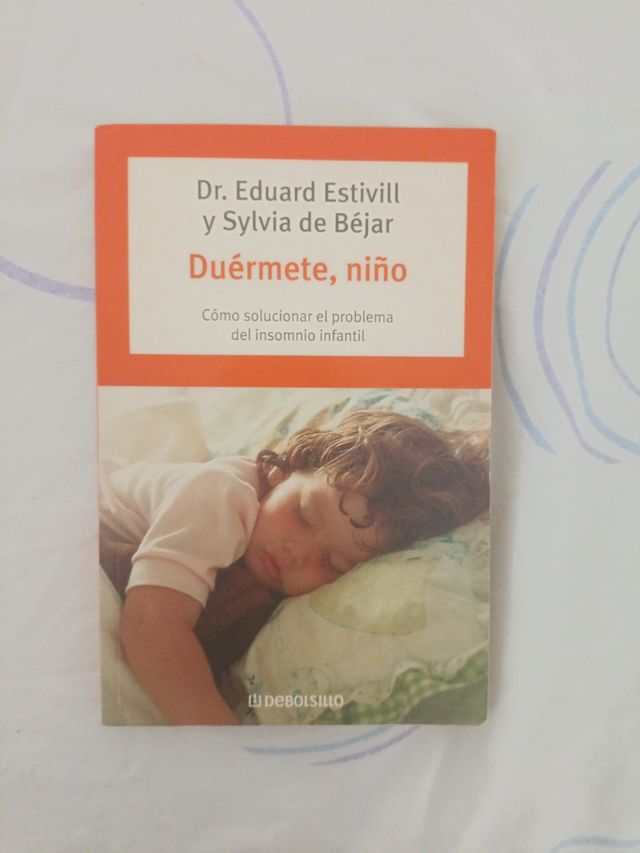 Dr. Eduard Estivill
y Sylvia de Béjar
Duérmete, niño
Cómo solucionar el problema
del insomnio infantil
DEBOLSILLO